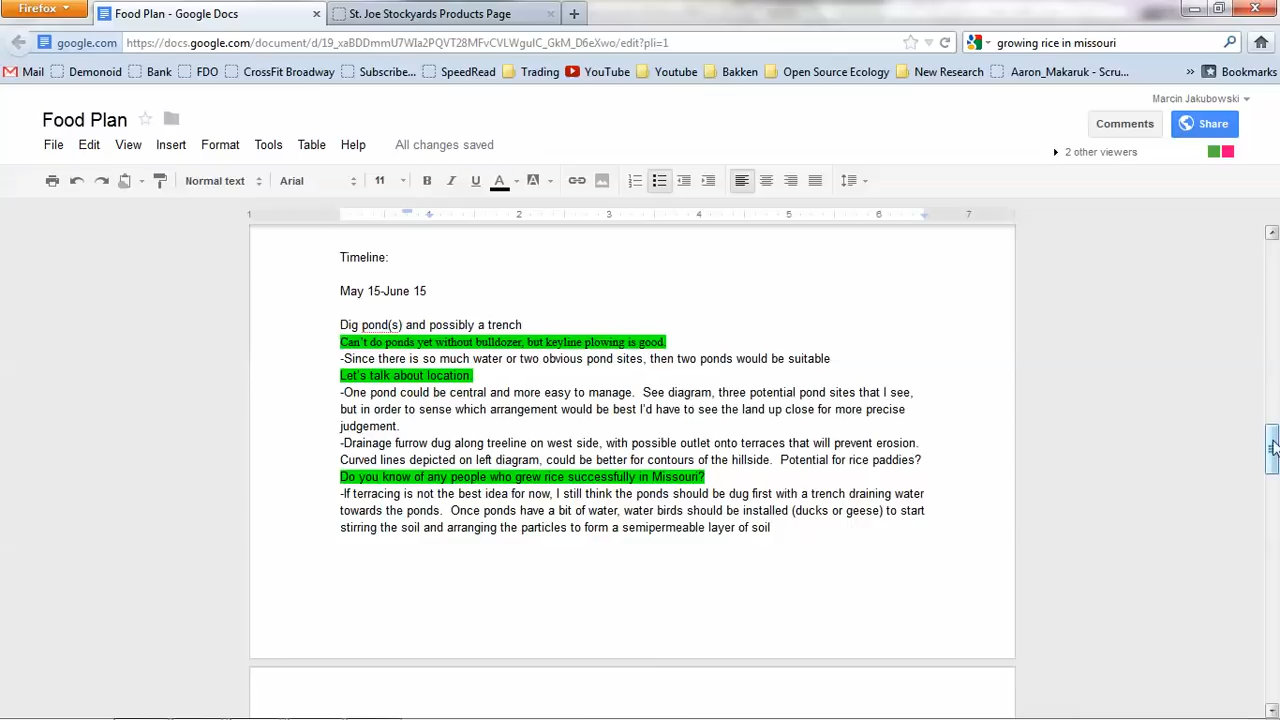 Firefox
Food Plan - Google Docs
St. Joe Stockyards Products Page
google.com
https://docs.google.com/document/d/19_xaBDDmmU7WIa2PQVT28MFvCVLWguIC_GkM_D6eXwo/edit?pli=1
growing rice in missouri
Mail Demonoid Bank FDO CrossFit Broadway Subscribe... SpeedRead Trading YouTube Youtube Bakken Open Source Ecology New Research Aaron_Makaruk - Scru... » Bookmarks
Marcin Jakubowski
Food Plan
Comments Share
File Edit View Insert Format Tools Table Help All changes saved
2 other viewers
Normal text Arial 11 B I U A A
1 1 2 3 4 5 6 7
Timeline:
May 15-June 15
Dig pond(s) and possibly a trench
Can't do ponds yet without bulldozer, but keyline plowing is good.
-Since there is so much water or two obvious pond sites, then two ponds would be suitable
Let's talk about location.
-One pond could be central and more easy to manage. See diagram, three potential pond sites that I see,
but in order to sense which arrangement would be best I'd have to see the land up close for more precise
judgement.
-Drainage furrow dug along treeline on west side, with possible outlet onto terraces that will prevent erosion.
Curved lines depicted on left diagram, could be better for contours of the hillside. Potential for rice paddies?
Do you know of any people who grew rice successfully in Missouri?
-If terracing is not the best idea for now, I still think the ponds should be dug first with a trench draining water
towards the ponds. Once ponds have a bit of water, water birds should be installed (ducks or geese) to start
stirring the soil and arranging the particles to form a semipermeable layer of soil